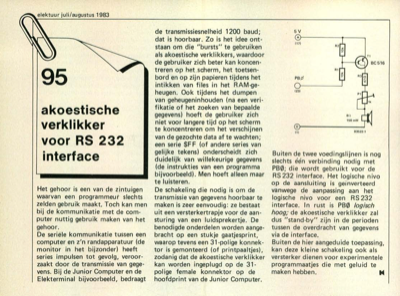 elektuur juli/augustus 1983
95
akoestische
verklikker
voor RS 232
interface
Het gehoor is een van de zintuigen
waarvan een programmeur slechts
zelden gebruik maakt. Toch kan men
bij de kommunikatie met de com-
puter nuttig gebruik maken van het
gehoor.
De seriële kommunikatie tussen een
computer en z'n randapparatuur (de
monitor in het bijzonder) heeft
series impulsen tot gevolg, veroor-
zaakt door de transmissie van gege-
vens. Bij de Junior Computer en de
Elekterminal bijvoorbeeld, bedraagt
de transmissiesnelheid 1200 baud;
dat is hoorbaar. Zo is het idee ont-
staan om die "bursts" te gebruiken
als akoestische verklikkers, waardoor
de gebruiker zich beter kan koncen-
treren op het scherm, het toetsen-
bord en op zijn papieren tijdens het
intikken van files in het RAM-ge-
heugen. Ook tijdens het dumpen
van geheugeninhouden (na een veri-
fikatie of het zoeken van bepaalde
gegevens) hoeft de gebruiker zich
niet voor langere tijd op het scherm
te koncentreren om het verschijnen
van de gezochte data af te wachten;
een serie $FF (of andere series van
gelijke tekens) onderscheidt zich
duidelijk van willekeurige gegevens
(de instrukties van een programma
bijvoorbeeld). Men hoeft alleen maar
te luisteren.
De schakeling die nodig is om de
transmissie van gegevens hoorbaar te
maken is zeer eenvoudig: ze bestaat
uit een versterkertrapje voor de aan-
sturing van een luidsprekertje. De
benodigde onderdelen worden aange-
bracht op een stukje gaatjesprint,
waarop tevens een 31-polige konnek-
tor is gemonteerd (of printpaaltjes),
zodanig dat de akoestische verklikker
kan worden ingeplugd op de 31-
polige female konnektor op de
hoofdprint van de Junior Computer.
5 V
BC 516
PB0
Buiten de twee voedingslijnen is nog
slechts één verbinding nodig met
PB0; die wordt gebruikt voor de
RS 232 interface. Het logische nivo
op de aansluiting is geïnverteerd
vanwege de aanpassing aan het
logische nivo voor een RS 232
interface. In rust is PB0 logisch
hoog; de akoestische verklikker zal
dus "stand by" zijn in de perioden
tussen de overdracht van gegevens
via de interface.
Buiten de hier aangeduide toepassing,
kan deze kleine schakeling ook als
versterker dienen voor experimentele
programmaatjes die met geluid te
maken hebben.